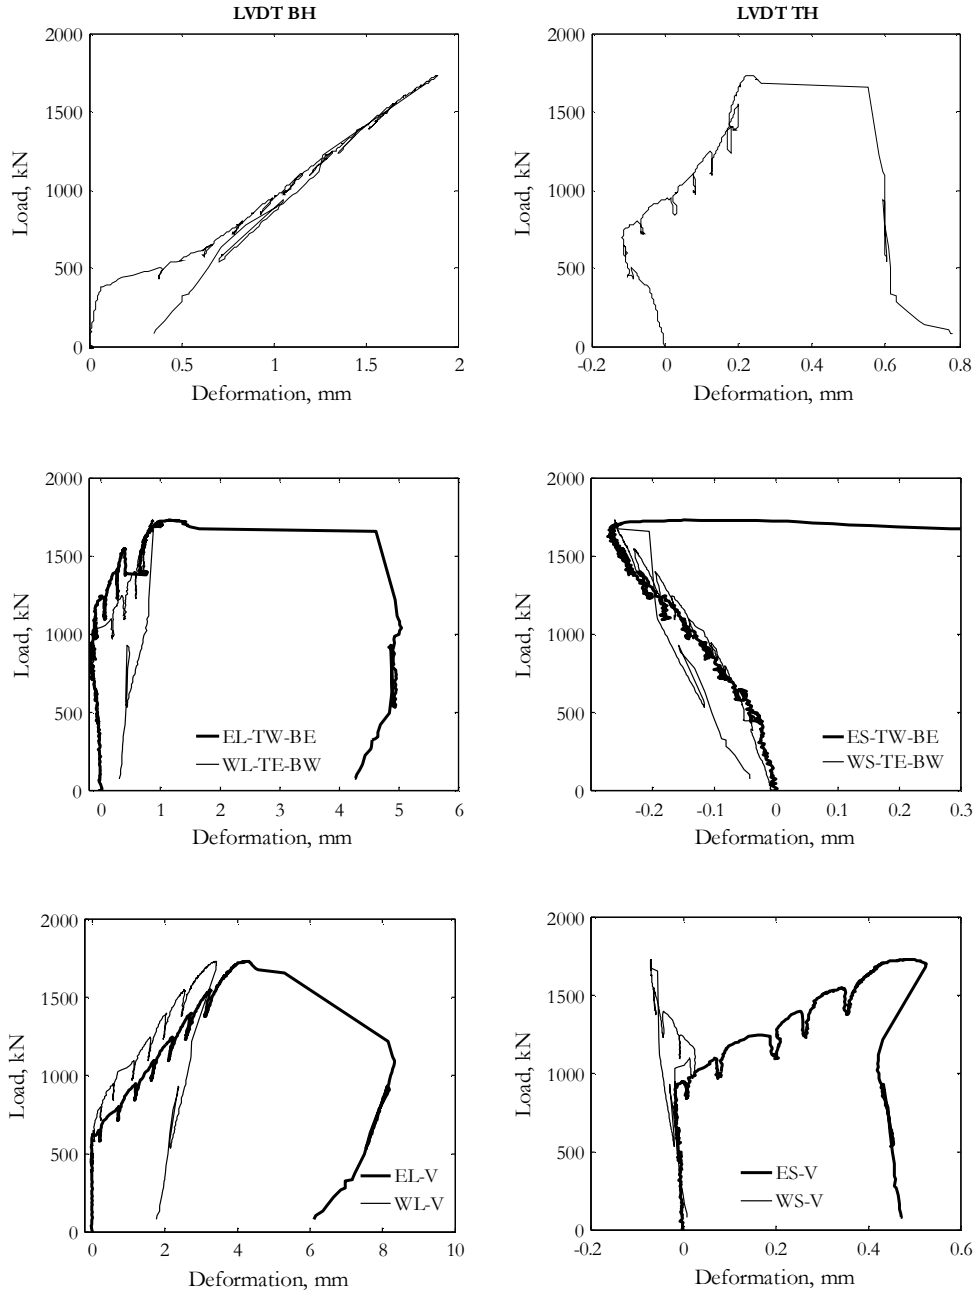 LVDT BH
2000
1500
1000
500
0
Load, kN
0
0.5
1
1.5
2
Deformation, mm
LVDT TH
2000
1500
1000
500
0
Load, kN
-0.2
0
0.2
0.4
0.6
0.8
Deformation, mm
2000
1500
1000
500
0
Load, kN
EL-TW-BE
WL-TE-BW
0
1
2
3
4
5
6
Deformation, mm
2000
1500
1000
500
0
Load, kN
ES-TW-BE
WS-TE-BW
-0.2
-0.1
0
0.1
0.2
0.3
Deformation, mm
2000
1500
1000
500
0
Load, kN
EL-V
WL-V
0
2
4
6
8
10
Deformation, mm
2000
1500
1000
500
0
Load, kN
ES-V
WS-V
-0.2
0
0.2
0.4
0.6
Deformation, mm